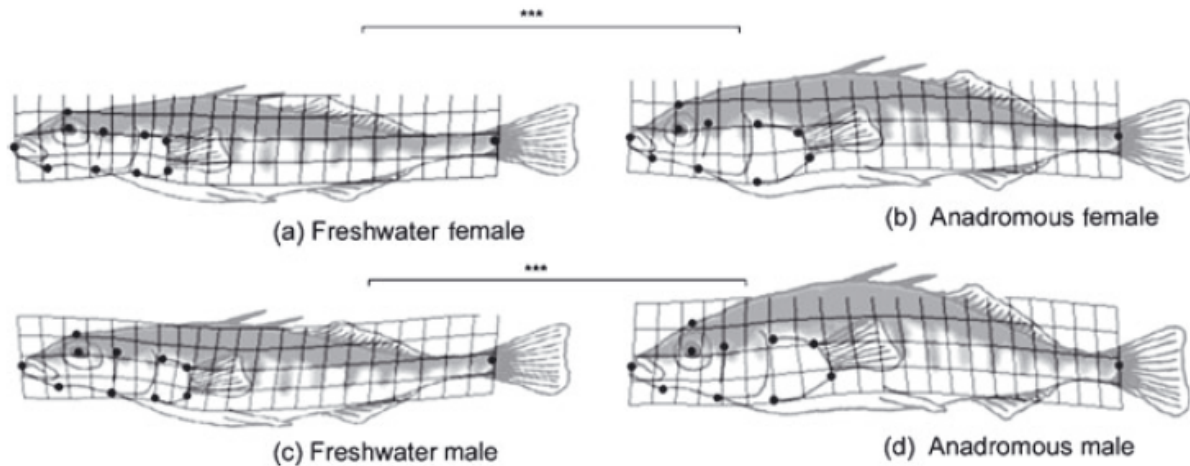 ***
(a) Freshwater female
(b) Anadromous female
***
(c) Freshwater male
(d) Anadromous male